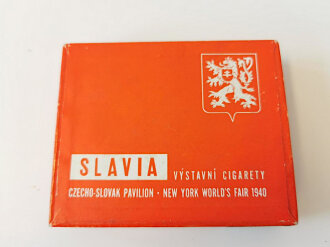 SLAVIA VÝSTAVNÍ CIGARETY
CZECHO-SLOVAK PAVILION · NEW YORK WORLD'S FAIR 1940